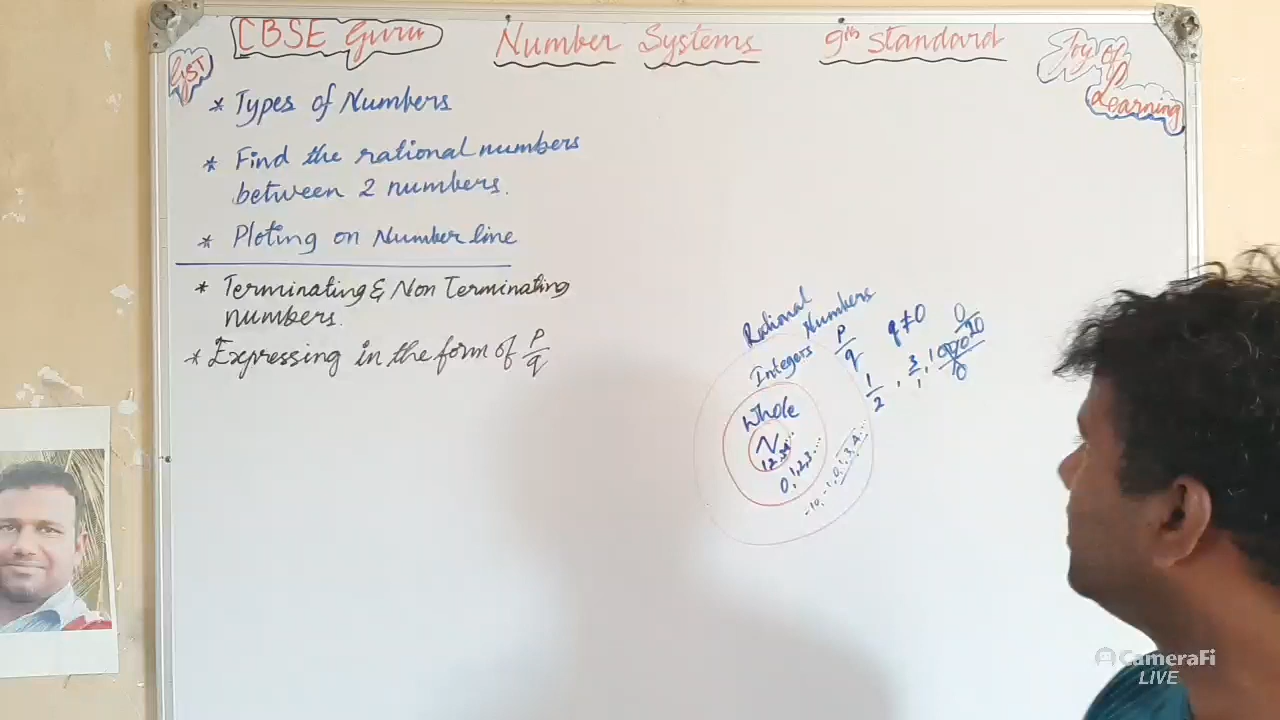 CBSE Guru
Number Systems
9th Standard
GST
Joy of
Learning
* Types of Numbers
* Find the rational numbers
between 2 numbers.
* Ploting on Number line
* Terminating & Non Terminating
numbers.
* Expressing in the form of P/q
Rational Numbers
P/q q≠0
Integers
1/2, 3/1,
Whole
N
0, 1, 2, 3...
CameraFi
LIVE